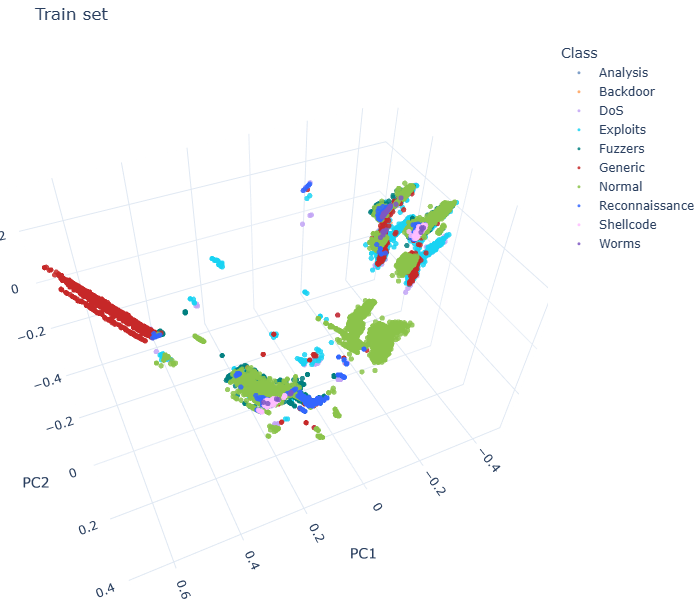 Train set
Class
Analysis
Backdoor
DoS
Exploits
Fuzzers
Generic
Normal
Reconnaissance
Shellcode
Worms
2
0
−0.2
−0.4
−0.2
0
0.2
0.4
PC2
0.6
0.4
0.2
0
−0.2
−0.4
PC1